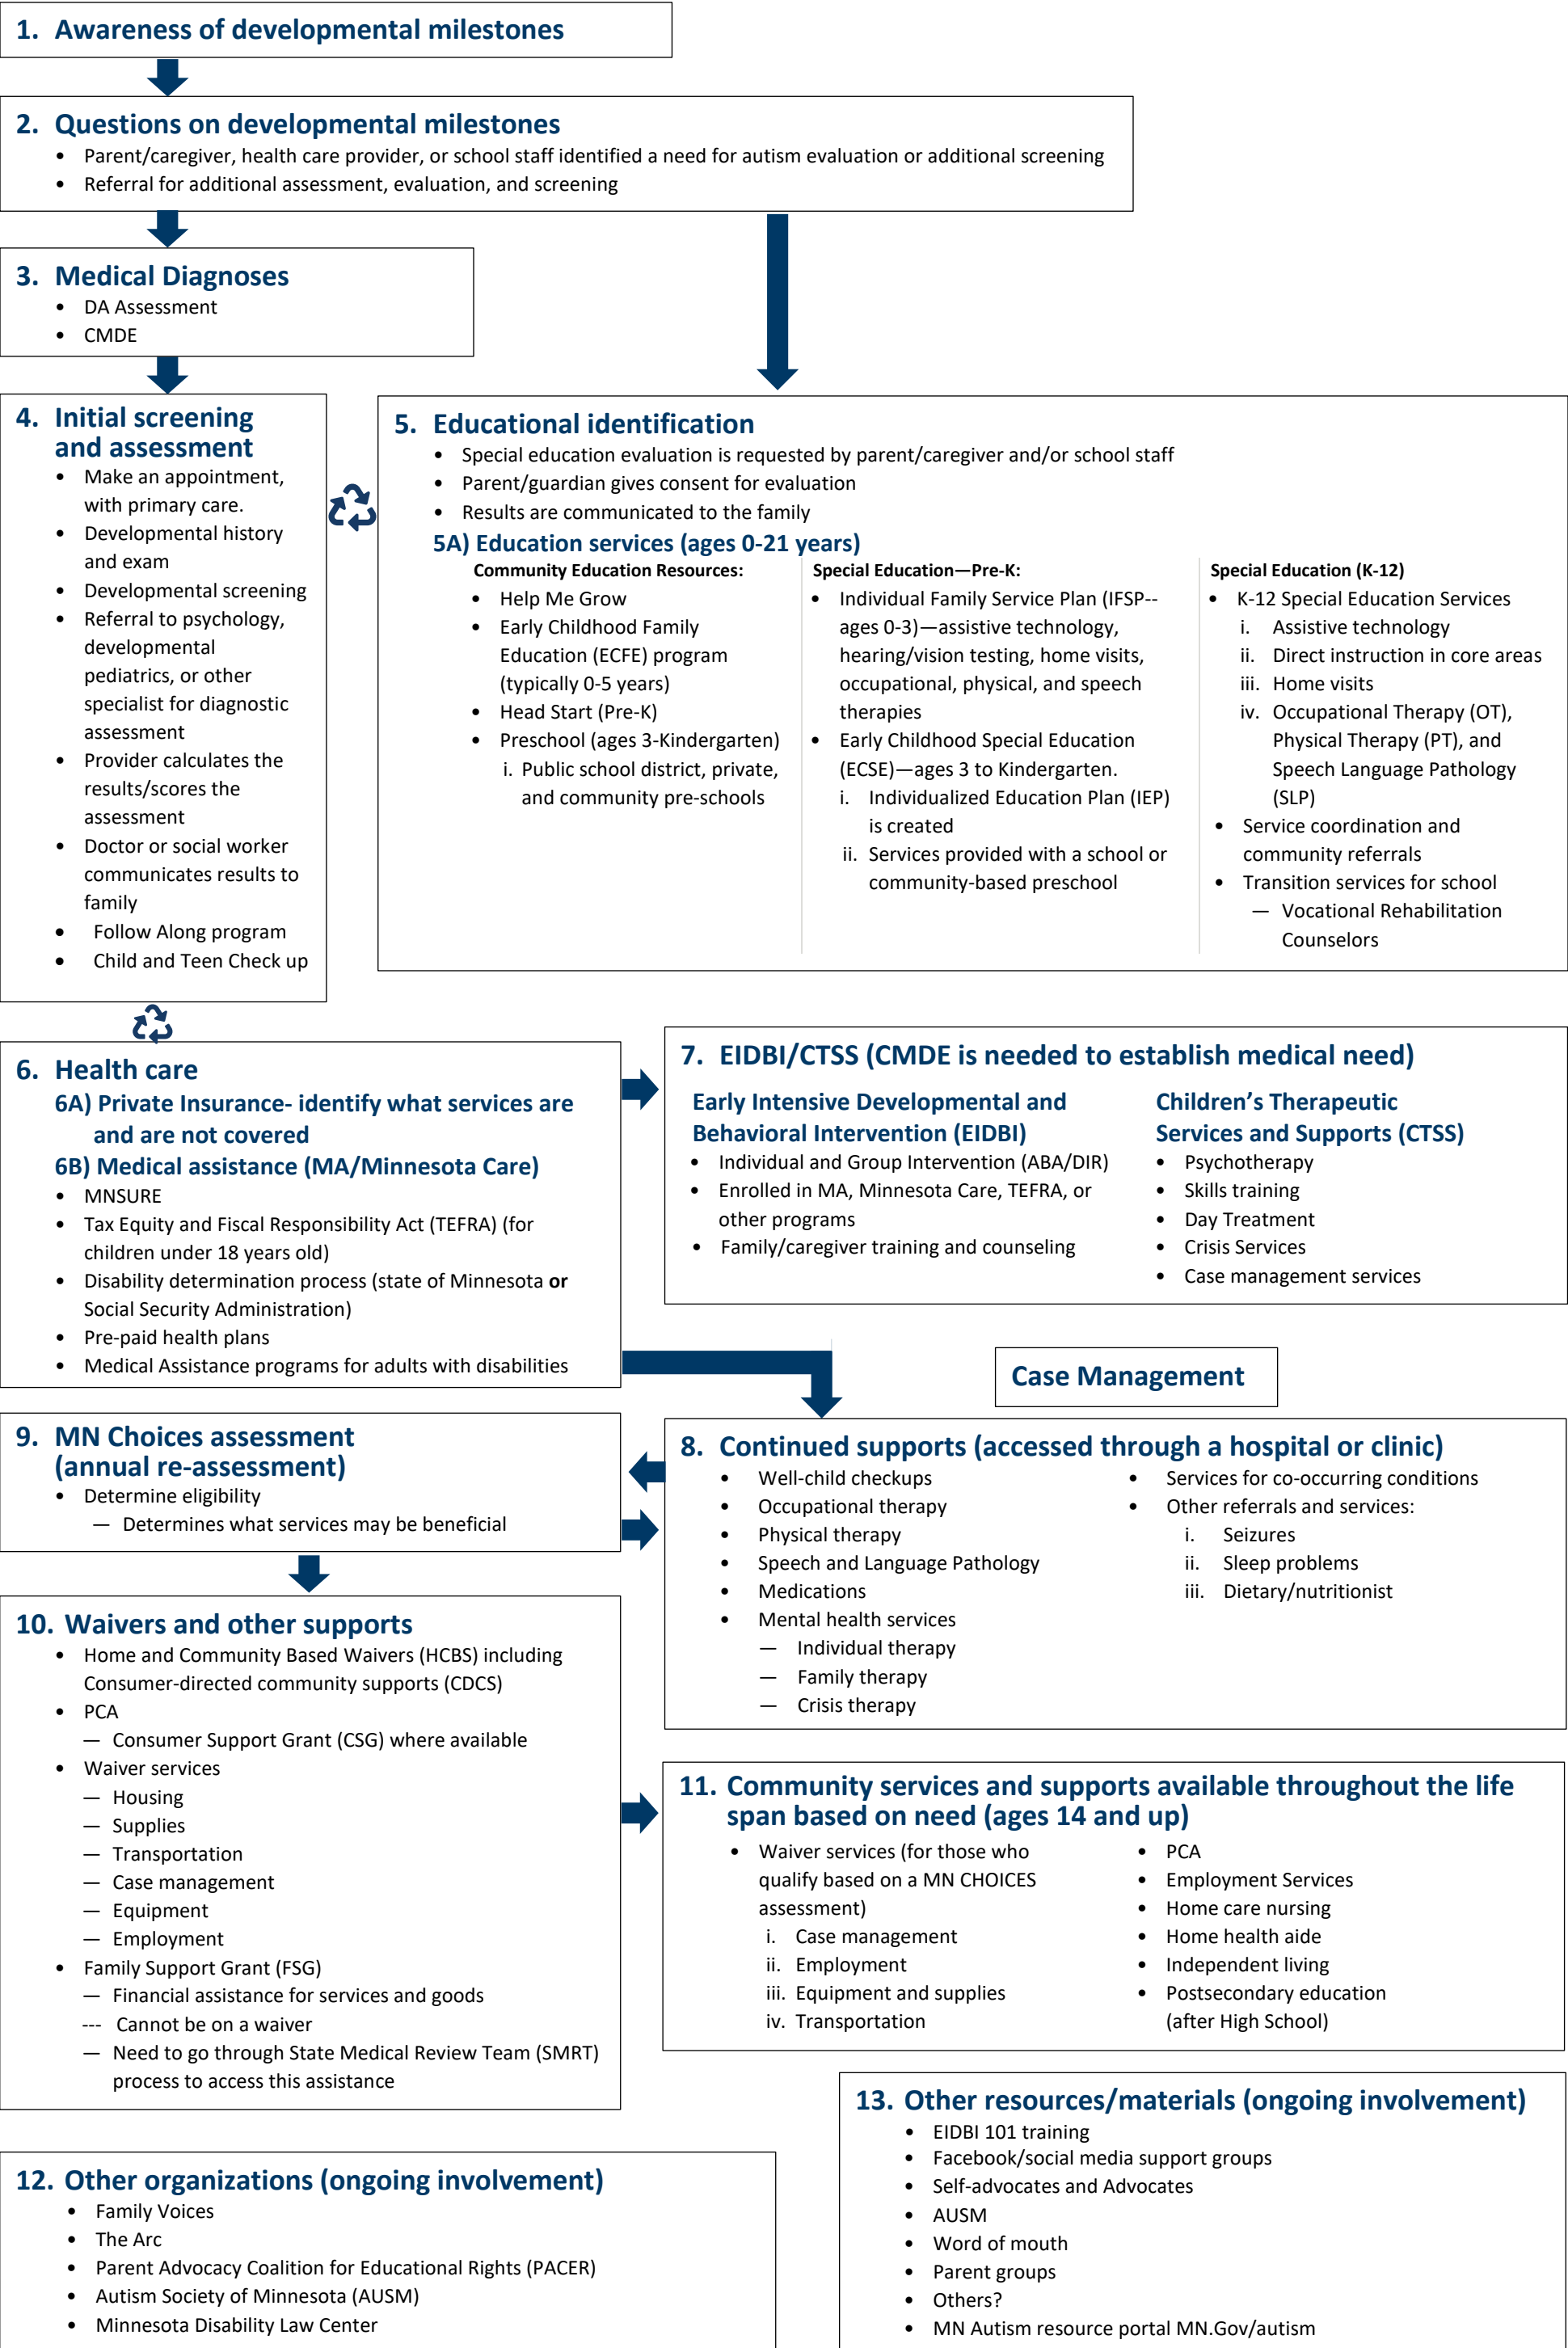 1. Awareness of developmental milestones
2. Questions on developmental milestones
• Parent/caregiver, health care provider, or school staff identified a need for autism evaluation or additional screening
• Referral for additional assessment, evaluation, and screening
3. Medical Diagnoses
• DA Assessment
• CMDE
4. Initial screening
and assessment
• Make an appointment,
with primary care.
• Developmental history
and exam
• Developmental screening
• Referral to psychology,
developmental
pediatrics, or other
specialist for diagnostic
assessment
• Provider calculates the
results/scores the
assessment
• Doctor or social worker
communicates results to
family
• Follow Along program
• Child and Teen Check up
5. Educational identification
• Special education evaluation is requested by parent/caregiver and/or school staff
• Parent/guardian gives consent for evaluation
• Results are communicated to the family
5A) Education services (ages 0-21 years)
Community Education Resources:
• Help Me Grow
• Early Childhood Family
Education (ECFE) program
(typically 0-5 years)
• Head Start (Pre-K)
• Preschool (ages 3-Kindergarten)
i. Public school district, private,
and community pre-schools
Special Education—Pre-K:
• Individual Family Service Plan (IFSP--
ages 0-3)—assistive technology,
hearing/vision testing, home visits,
occupational, physical, and speech
therapies
• Early Childhood Special Education
(ECSE)—ages 3 to Kindergarten.
i. Individualized Education Plan (IEP)
is created
ii. Services provided with a school or
community-based preschool
Special Education (K-12)
• K-12 Special Education Services
i. Assistive technology
ii. Direct instruction in core areas
iii. Home visits
iv. Occupational Therapy (OT),
Physical Therapy (PT), and
Speech Language Pathology
(SLP)
• Service coordination and
community referrals
• Transition services for school
— Vocational Rehabilitation
Counselors
6. Health care
6A) Private Insurance- identify what services are
and are not covered
6B) Medical assistance (MA/Minnesota Care)
• MNSURE
• Tax Equity and Fiscal Responsibility Act (TEFRA) (for
children under 18 years old)
• Disability determination process (state of Minnesota or
Social Security Administration)
• Pre-paid health plans
• Medical Assistance programs for adults with disabilities
7. EIDBI/CTSS (CMDE is needed to establish medical need)
Early Intensive Developmental and
Behavioral Intervention (EIDBI)
• Individual and Group Intervention (ABA/DIR)
• Enrolled in MA, Minnesota Care, TEFRA, or
other programs
• Family/caregiver training and counseling
Children's Therapeutic
Services and Supports (CTSS)
• Psychotherapy
• Skills training
• Day Treatment
• Crisis Services
• Case management services
Case Management
9. MN Choices assessment
(annual re-assessment)
• Determine eligibility
— Determines what services may be beneficial
8. Continued supports (accessed through a hospital or clinic)
• Well-child checkups
• Occupational therapy
• Physical therapy
• Speech and Language Pathology
• Medications
• Mental health services
— Individual therapy
— Family therapy
— Crisis therapy
• Services for co-occurring conditions
• Other referrals and services:
i. Seizures
ii. Sleep problems
iii. Dietary/nutritionist
10. Waivers and other supports
• Home and Community Based Waivers (HCBS) including
Consumer-directed community supports (CDCS)
• PCA
— Consumer Support Grant (CSG) where available
• Waiver services
— Housing
— Supplies
— Transportation
— Case management
— Equipment
— Employment
• Family Support Grant (FSG)
— Financial assistance for services and goods
--- Cannot be on a waiver
— Need to go through State Medical Review Team (SMRT)
process to access this assistance
11. Community services and supports available throughout the life
span based on need (ages 14 and up)
• Waiver services (for those who
qualify based on a MN CHOICES
assessment)
i. Case management
ii. Employment
iii. Equipment and supplies
iv. Transportation
• PCA
• Employment Services
• Home care nursing
• Home health aide
• Independent living
• Postsecondary education
(after High School)
12. Other organizations (ongoing involvement)
• Family Voices
• The Arc
• Parent Advocacy Coalition for Educational Rights (PACER)
• Autism Society of Minnesota (AUSM)
• Minnesota Disability Law Center
13. Other resources/materials (ongoing involvement)
• EIDBI 101 training
• Facebook/social media support groups
• Self-advocates and Advocates
• AUSM
• Word of mouth
• Parent groups
• Others?
• MN Autism resource portal MN.Gov/autism